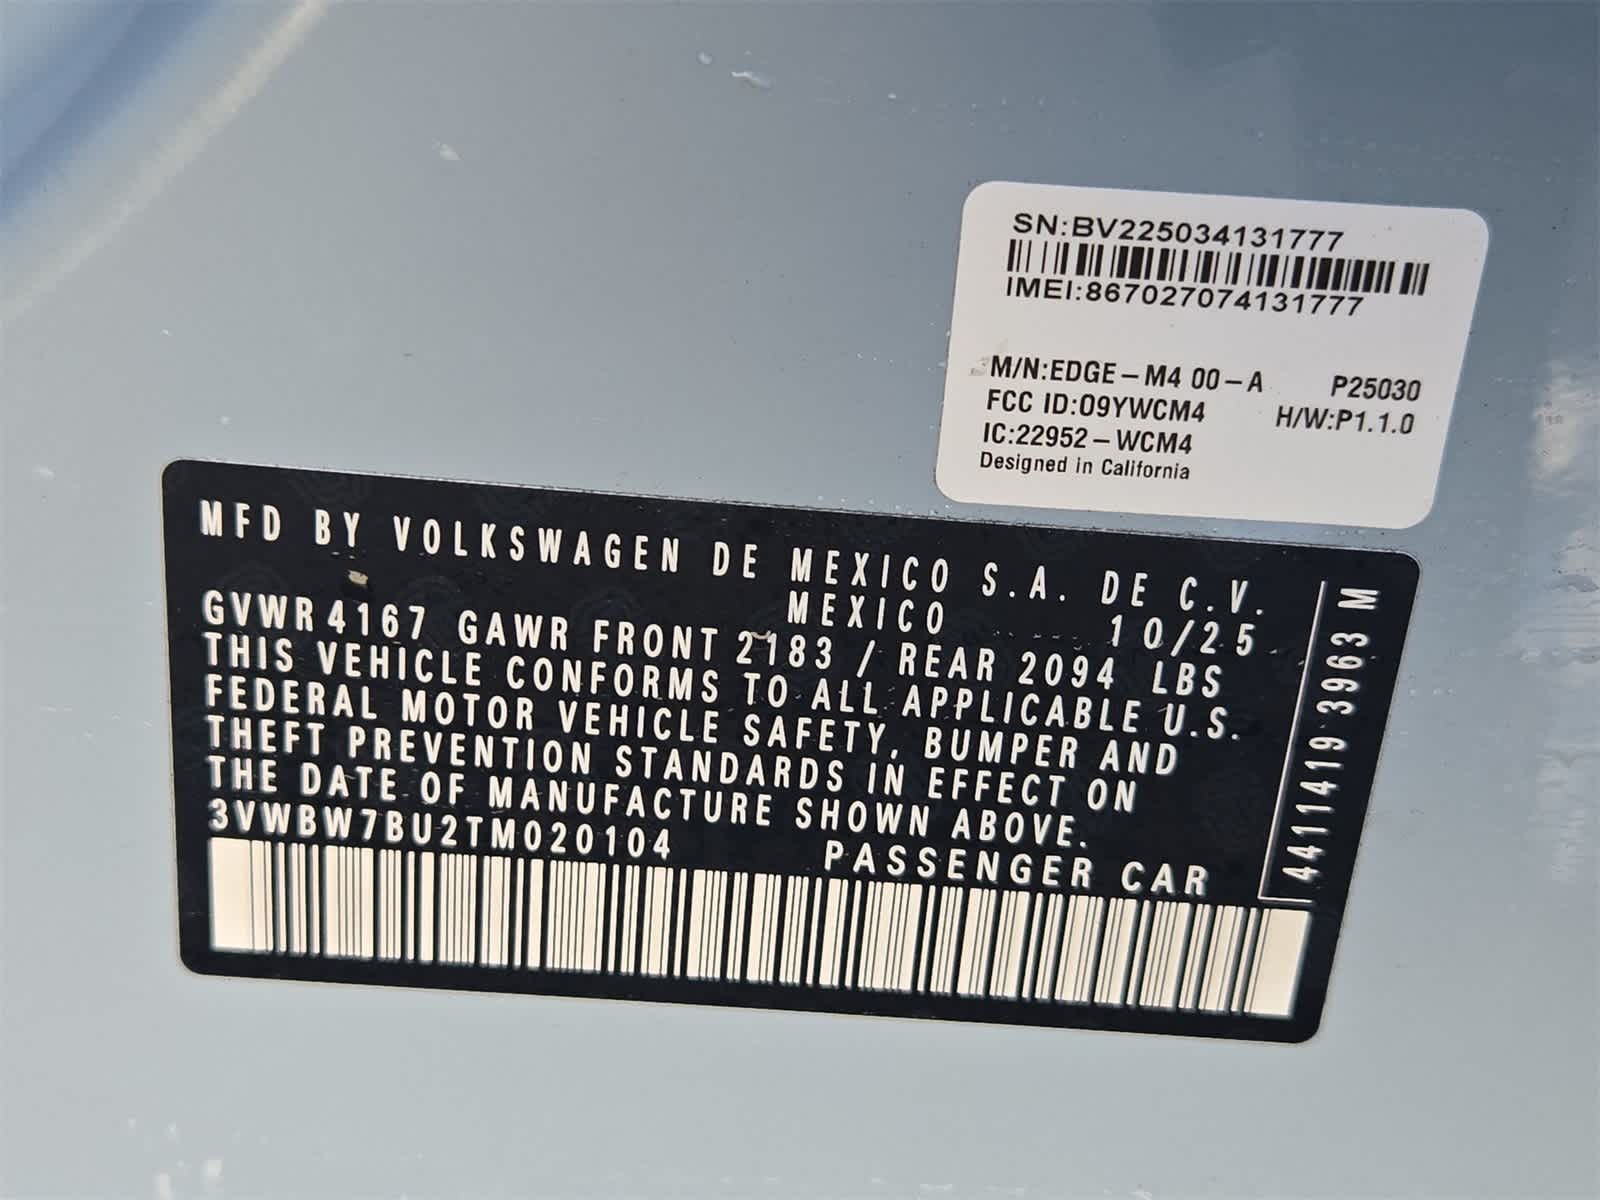 SN:BV225034131777
IMEI:867027074131777
M/N:EDGE-M4 00-A P25030
FCC ID:O9YWCM4 H/W:P1.1.0
IC:22952-WCM4
Designed in California
MFD BY VOLKSWAGEN DE MEXICO S.A. DE C.V.
MEXICO 10/25
GVWR 4167 GAWR FRONT 2183 / REAR 2094 LBS
THIS VEHICLE CONFORMS TO ALL APPLICABLE U.S.
FEDERAL MOTOR VEHICLE SAFETY, BUMPER AND
THEFT PREVENTION STANDARDS IN EFFECT ON
THE DATE OF MANUFACTURE SHOWN ABOVE.
3VWBW7BU2TM020104 PASSENGER CAR
4411419 3963 M